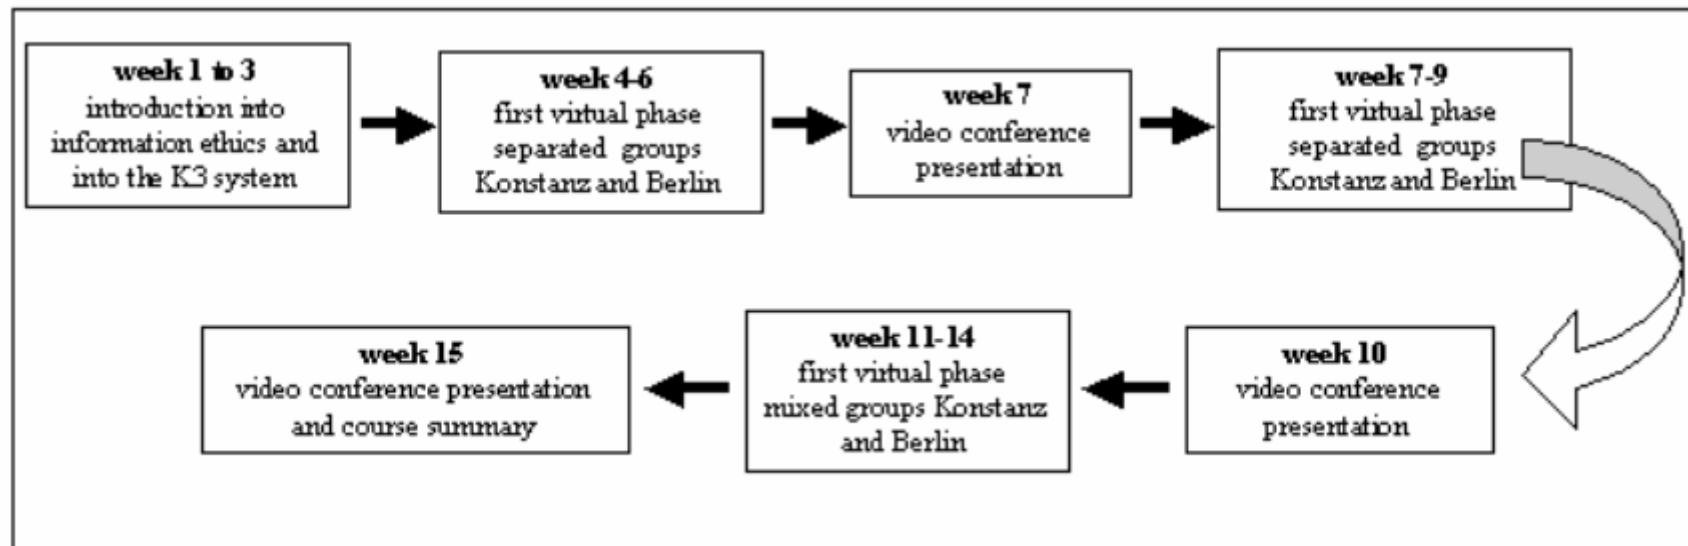 week 1 to 3
introduction into
information ethics and
into the K3 system
week 4-6
first virtual phase
separated groups
Konstanz and Berlin
week 7
video conference
presentation
week 7-9
first virtual phase
separated groups
Konstanz and Berlin
week 10
video conference
presentation
week 11-14
first virtual phase
mixed groups Konstanz
and Berlin
week 15
video conference presentation
and course summary